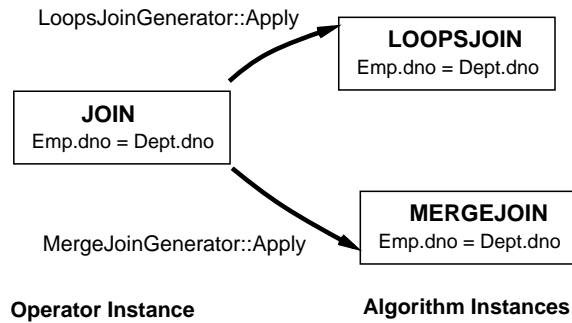 LoopsJoinGenerator::Apply
LOOPSJOIN
Emp.dno = Dept.dno
JOIN
Emp.dno = Dept.dno
MERGEJOIN
Emp.dno = Dept.dno
MergeJoinGenerator::Apply
Operator Instance
Algorithm Instances